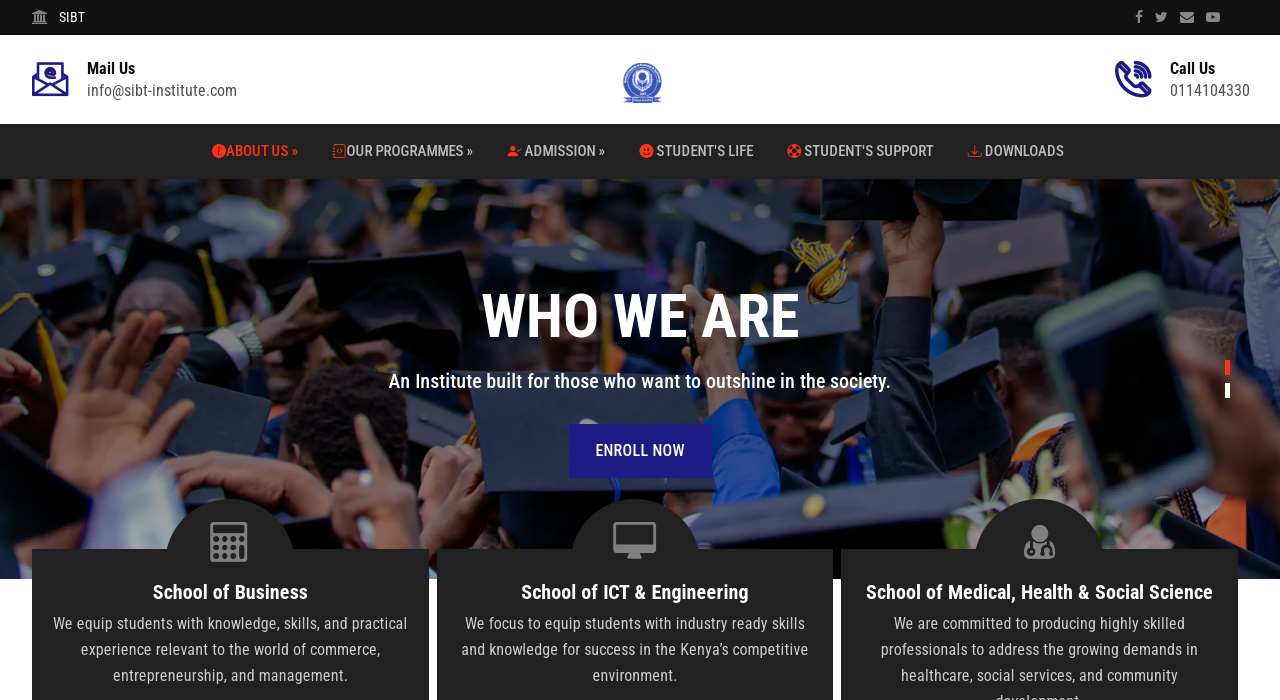 SIBT
Mail Us
info@sibt-institute.com
Call Us
0114104330
ABOUT US »
OUR PROGRAMMES »
ADMISSION »
STUDENT'S LIFE
STUDENT'S SUPPORT
DOWNLOADS
WHO WE ARE
An Institute built for those who want to outshine in the society.
ENROLL NOW
School of Business
We equip students with knowledge, skills, and practical
experience relevant to the world of commerce,
entrepreneurship, and management.
School of ICT & Engineering
We focus to equip students with industry ready skills
and knowledge for success in the Kenya’s competitive
environment.
School of Medical, Health & Social Science
We are committed to producing highly skilled
professionals to address the growing demands in
healthcare, social services, and community
development.